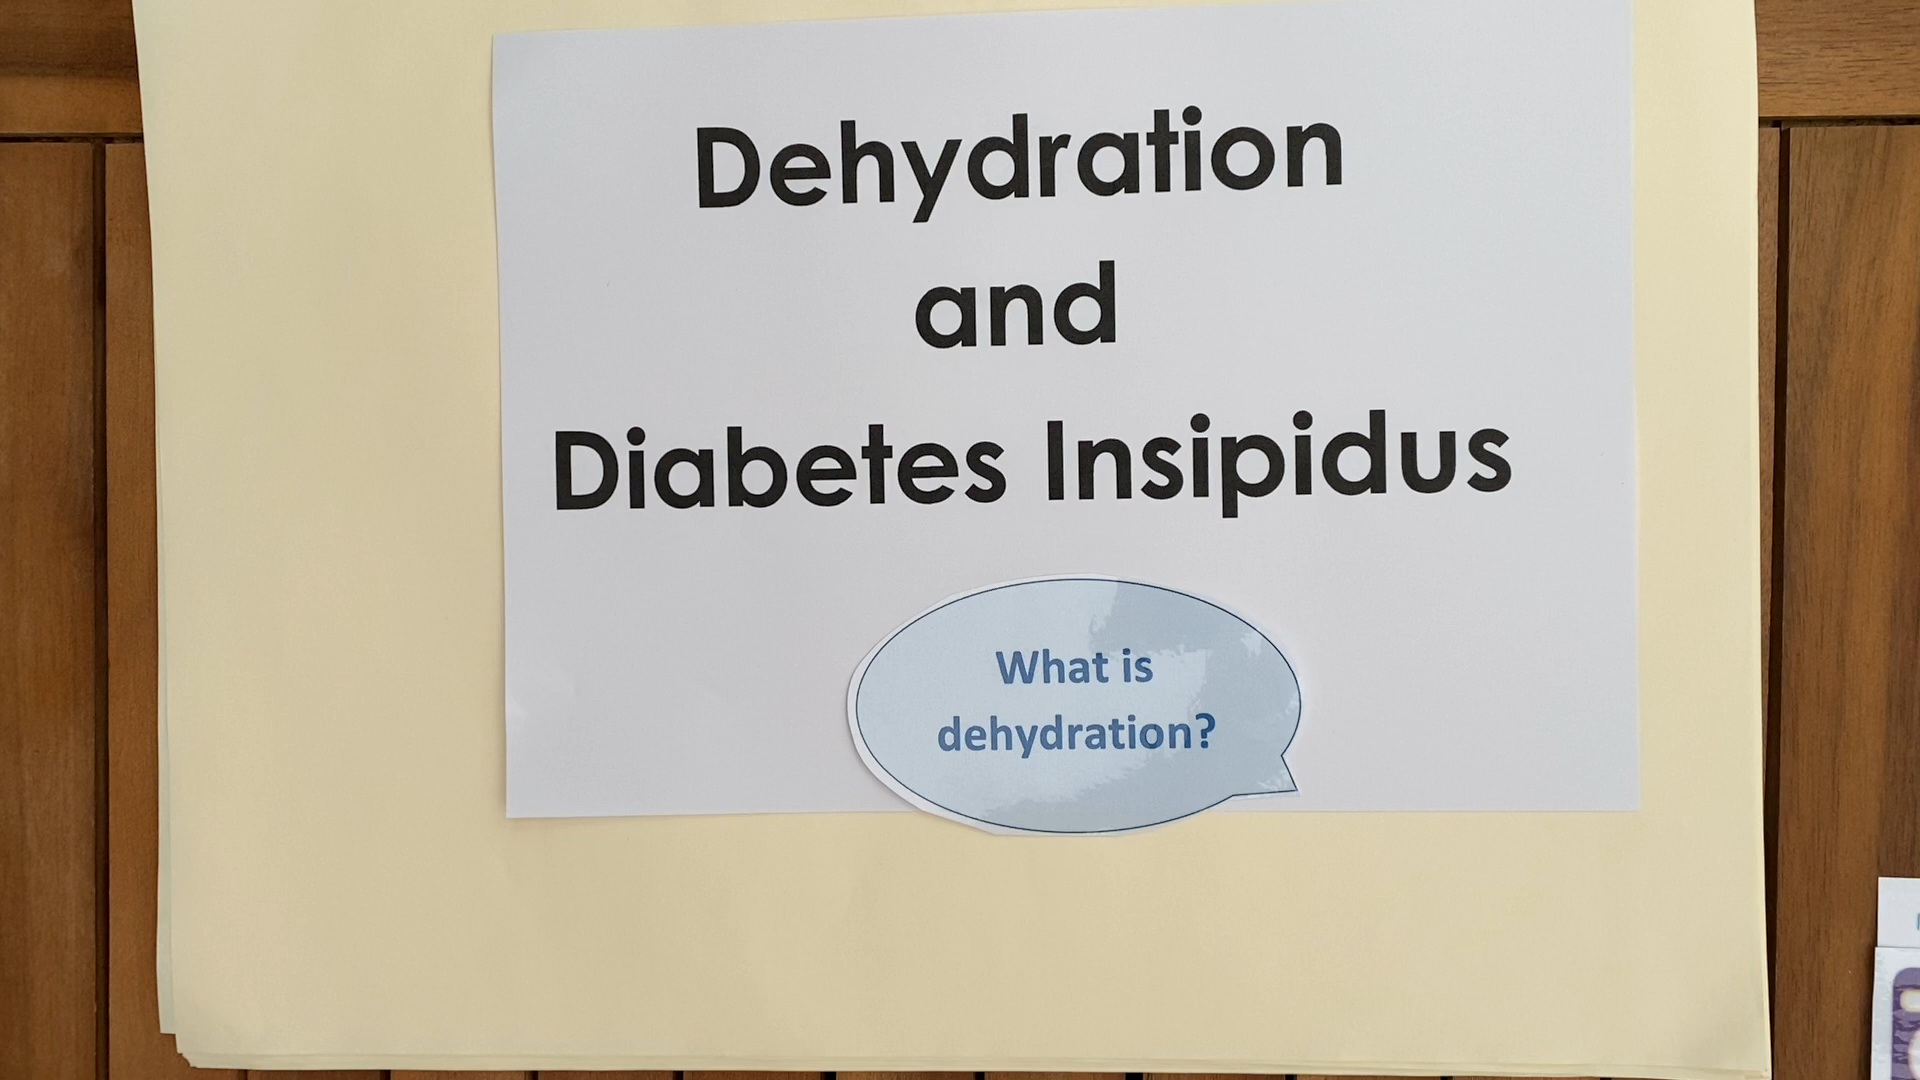 Dehydration
and
Diabetes Insipidus
What is
dehydration?